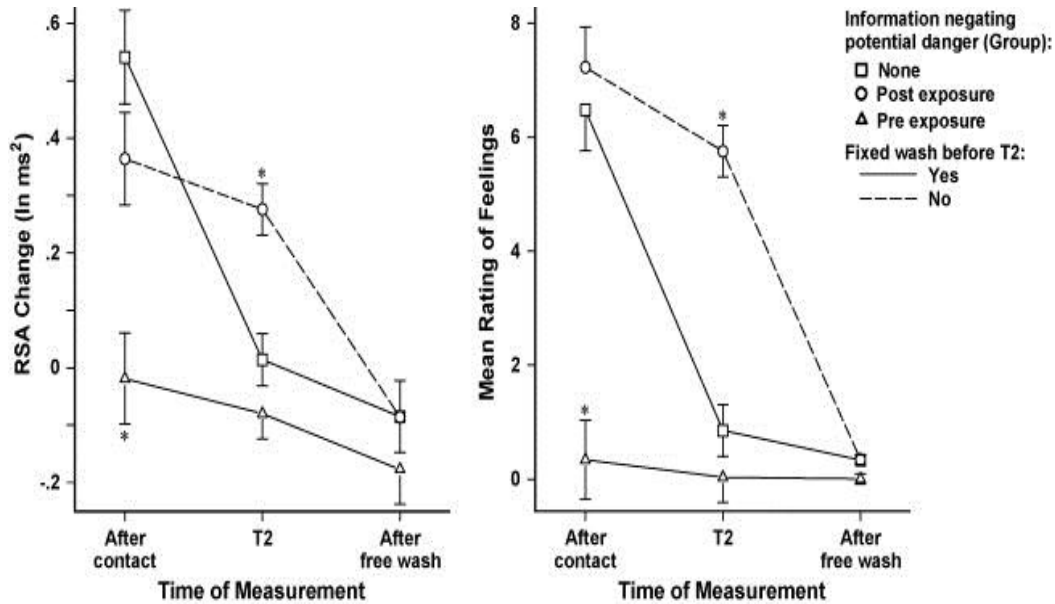 RSA Change (In ms²)
.6
.4
.2
0
-.2
*
*
After
contact
T2
After
free wash
Time of Measurement
Mean Rating of Feelings
8
6
4
2
0
*
*
After
contact
T2
After
free wash
Time of Measurement
Information negating
potential danger (Group):
None
Post exposure
Pre exposure
Fixed wash before T2:
Yes
No